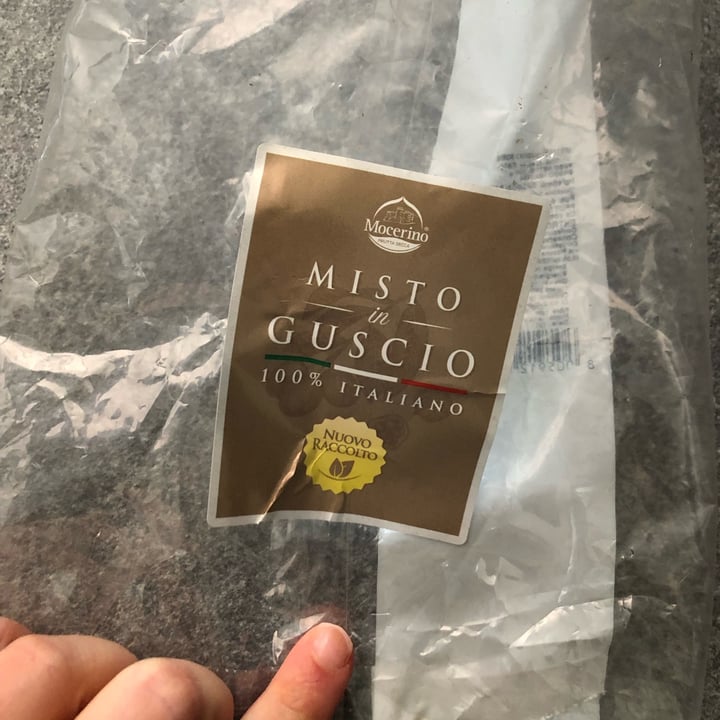 Mocerino®
FRUTTA SECCA
MISTO
in
GUSCIO
100% ITALIANO
NUOVO
RACCOLTO